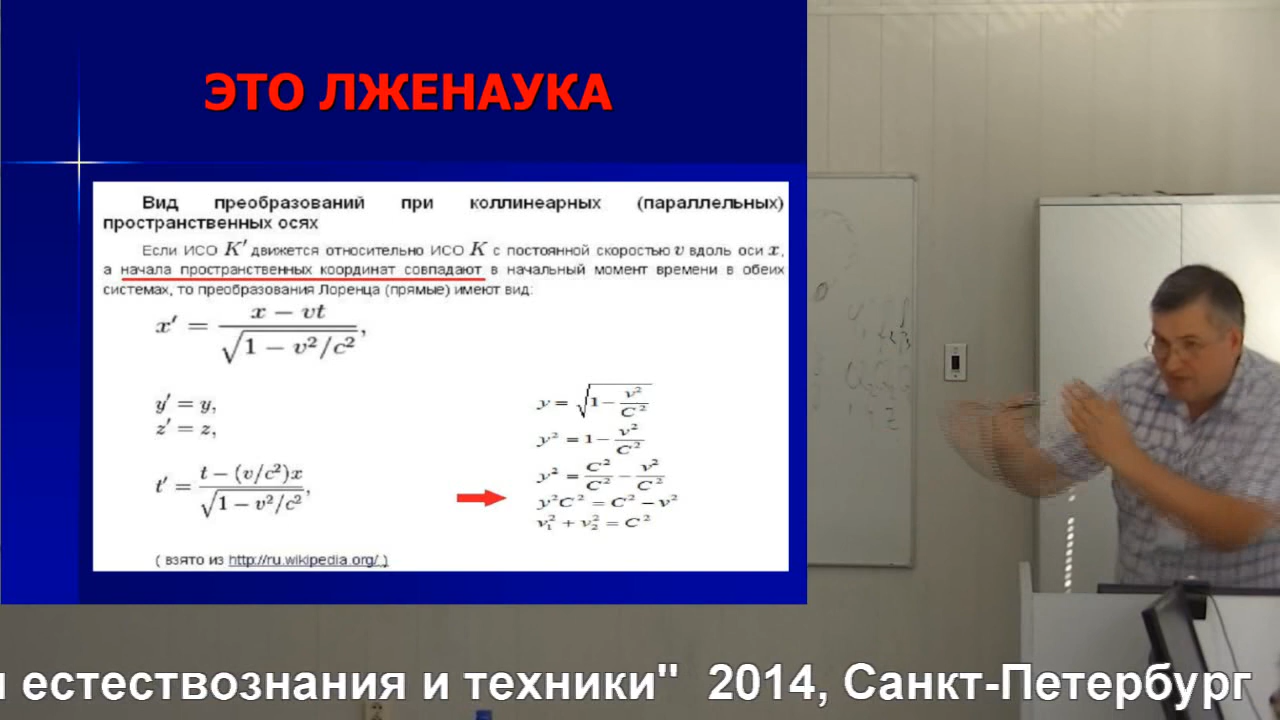 ЭТО ЛЖЕНАУКА
Вид преобразований при коллинеарных (параллельных)
пространственных осях
Если ИСО K′ движется относительно ИСО K с постоянной скоростью v вдоль оси x,
а начала пространственных координат совпадают в начальный момент времени в обеих
системах, то преобразования Лоренца (прямые) имеют вид:
x′ = (x − vt) / √(1 − v²/c²),
y′ = y,
z′ = z,
t′ = (t − (v/c²)x) / √(1 − v²/c²),
( взято из http://ru.wikipedia.org/ )
y = √(1 − v²/C²)
y² = 1 − v²/C²
y² = C²/C² − v²/C²
y²C² = C² − v²
v₁² + v₂² = C²
естествознания и техники" 2014, Санкт-Петербург